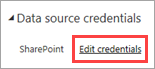 Data source credentials
SharePoint Edit credentials